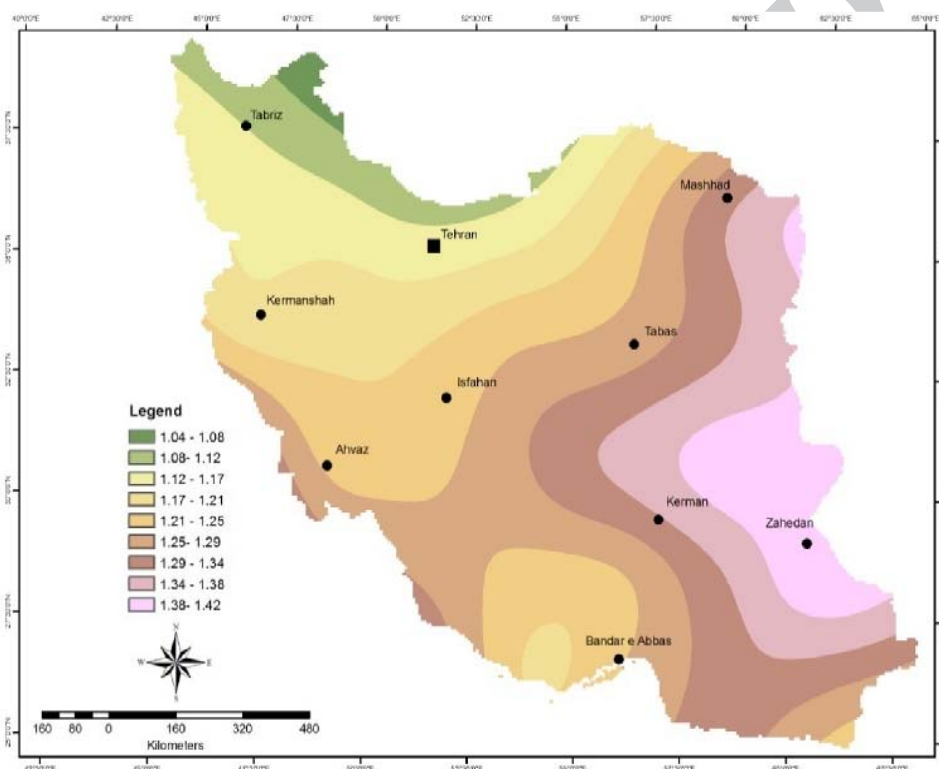 Tabriz
Mashhad
Tehran
Kermanshah
Tabas
Isfahan
Legend
1.04 - 1.08
1.08- 1.12
1.12 - 1.17
1.17 - 1.21
1.21 - 1.25
1.25- 1.29
1.29 - 1.34
1.34 - 1.38
1.38- 1.42
Ahvaz
Kerman
Zahedan
Bandar e Abbas
N
W
E
S
160 80 0 160 320 480
Kilometers